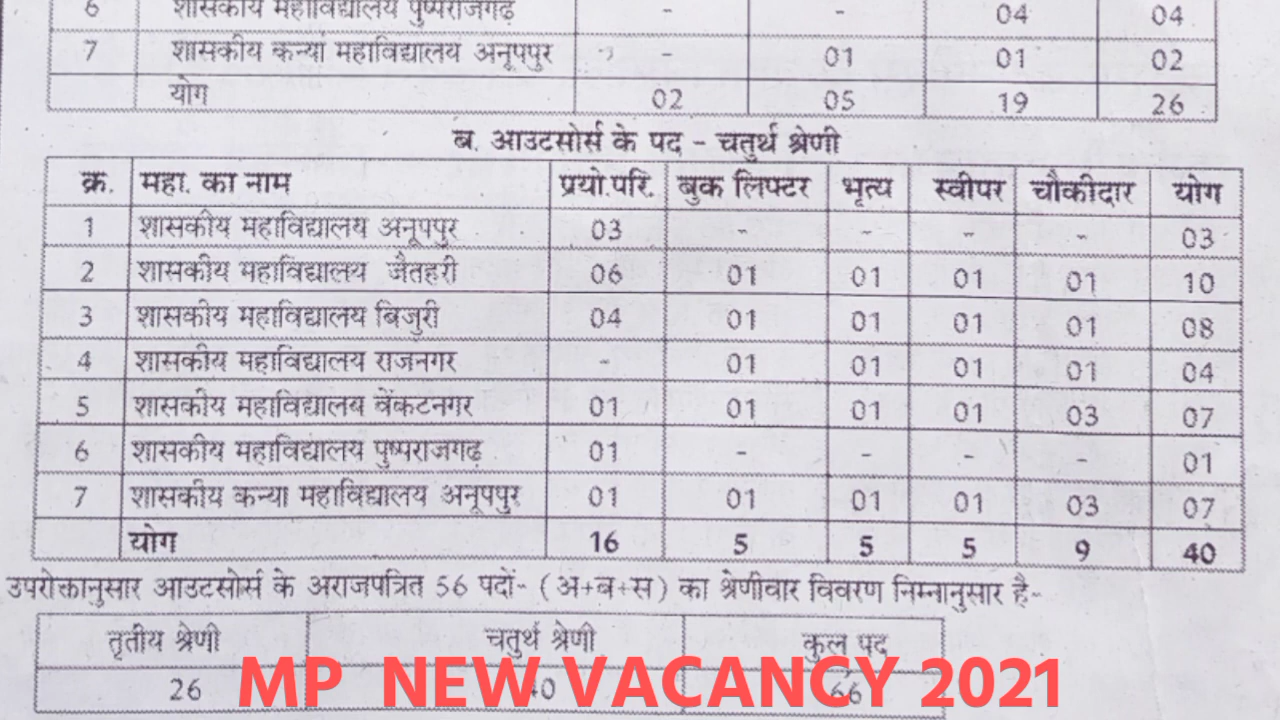 6 शासकीय महाविद्यालय पुष्पराजगढ़ - - 04 04
7 शासकीय कन्या महाविद्यालय अनूपपुर - 01 01 02
योग 02 05 19 26
ब. आउटसोर्स के पद - चतुर्थ श्रेणी
क्र. महा. का नाम प्रयो.परि. बुक लिफ्टर भृत्य स्वीपर चौकीदार योग
1 शासकीय महाविद्यालय अनूपपुर 03 - - - - 03
2 शासकीय महाविद्यालय जैतहरी 06 01 01 01 01 10
3 शासकीय महाविद्यालय बिजुरी 04 01 01 01 01 08
4 शासकीय महाविद्यालय राजनगर - 01 01 01 01 04
5 शासकीय महाविद्यालय वेंकटनगर 01 01 01 01 03 07
6 शासकीय महाविद्यालय पुष्पराजगढ़ 01 - - - - 01
7 शासकीय कन्या महाविद्यालय अनूपपुर 01 01 01 01 03 07
योग 16 5 5 5 9 40
उपरोक्तानुसार आउटसोर्स के अराजपत्रित 56 पदों- (अ+ब+स) का श्रेणीवार विवरण निम्नानुसार है-
तृतीय श्रेणी चतुर्थ श्रेणी कुल पद
26 40 66
MP NEW VACANCY 2021